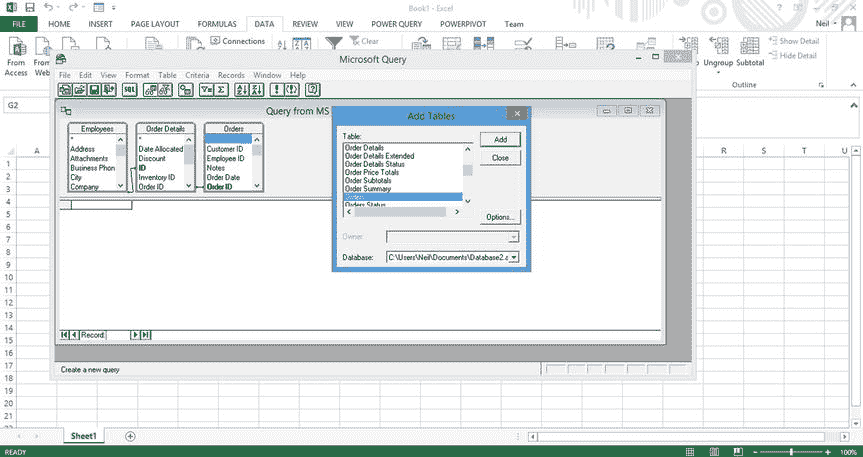 Book1 - Excel
FILE HOME INSERT PAGE LAYOUT FORMULAS DATA REVIEW VIEW POWER QUERY POWERPIVOT Team Neil
From Access
From Web
Connections
Clear
Ungroup
Subtotal
Show Detail
Hide Detail
Outline
G2
Microsoft Query
File Edit View Format Table Criteria Records Window Help
SQL
Query from MS
Employees
*
Address
Attachments
Business Phon
City
Company
Order Details
*
Date Allocated
Discount
ID
Inventory ID
Order ID
Orders
Customer ID
Employee ID
Notes
Order Date
Order ID
Add Tables
Table:
Order Details
Order Details Extended
Order Details Status
Order Price Totals
Order Subtotals
Order Summary
Orders
Orders Status
Add
Close
Options...
Owner:
Database: C:\Users\Neil\Documents\Database2.a
Record:
Create a new query
A R S T U
1
2
3
4
5
6
7
8
9
10
11
12
13
14
15
16
17
18
19
20
21
Sheet1
READY
100%